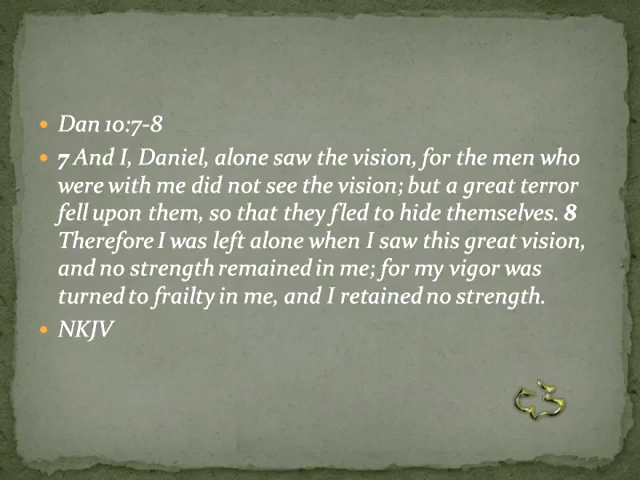 Dan 10:7-8
7 And I, Daniel, alone saw the vision, for the men who
were with me did not see the vision; but a great terror
fell upon them, so that they fled to hide themselves. 8
Therefore I was left alone when I saw this great vision,
and no strength remained in me; for my vigor was
turned to frailty in me, and I retained no strength.
NKJV